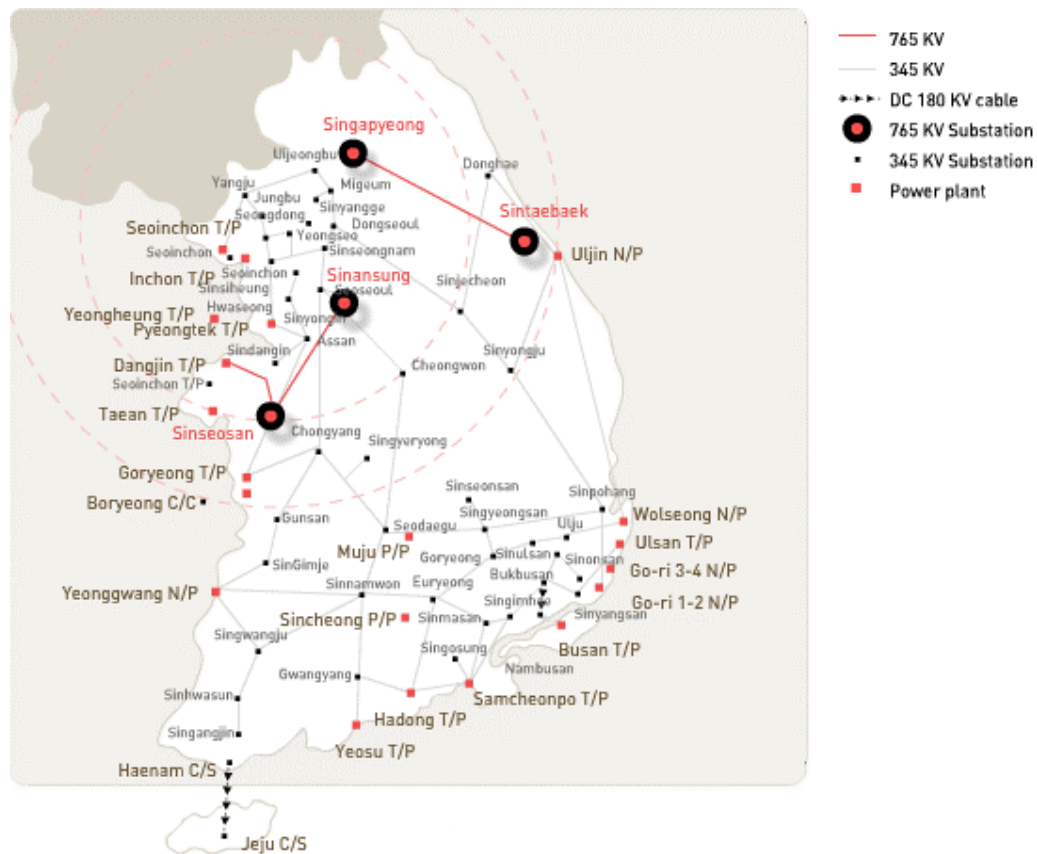 765 KV
345 KV
DC 180 KV cable
765 KV Substation
345 KV Substation
Power plant
Singapyeong
Uijeongbu
Donghae
Yangju
Migeum
Jungbu
Sinyangge
Seongdong
Sintaebaek
Seoinchon T/P
Dongseoul
Yeongseo
Seoinchon
Sinseongnam
Uljin N/P
Inchon T/P
Seoinchon
Sinansung
Sinjecheon
Sinsiheung
Seoseoul
Yeongheung T/P
Hwaseong
Pyeongtek T/P
Assan
Sindangin
Sinyongju
Dangjin T/P
Cheongwon
Seoinchon T/P
Taean T/P
Sinseosan
Chongyang
Singyeryong
Goryeong T/P
Boryeong C/C
Sinseonsan
Sinpohang
Gunsan
Seodaegu
Singyeongsan
Wolseong N/P
Ulju
Muju P/P
Ulsan T/P
Goryeong
Sinulsan
Sinonsan
SinGimje
Bukbusan
Go-ri 3-4 N/P
Yeonggwang N/P
Sinnamwon
Euryeong
Singimhae
Go-ri 1-2 N/P
Sincheong P/P
Sinmasan
Sinyangsan
Singwangju
Singosung
Busan T/P
Gwangyang
Nambusan
Sinhwasun
Samcheonpo T/P
Hadong T/P
Singangjin
Yeosu T/P
Haenam C/S
Jeju C/S